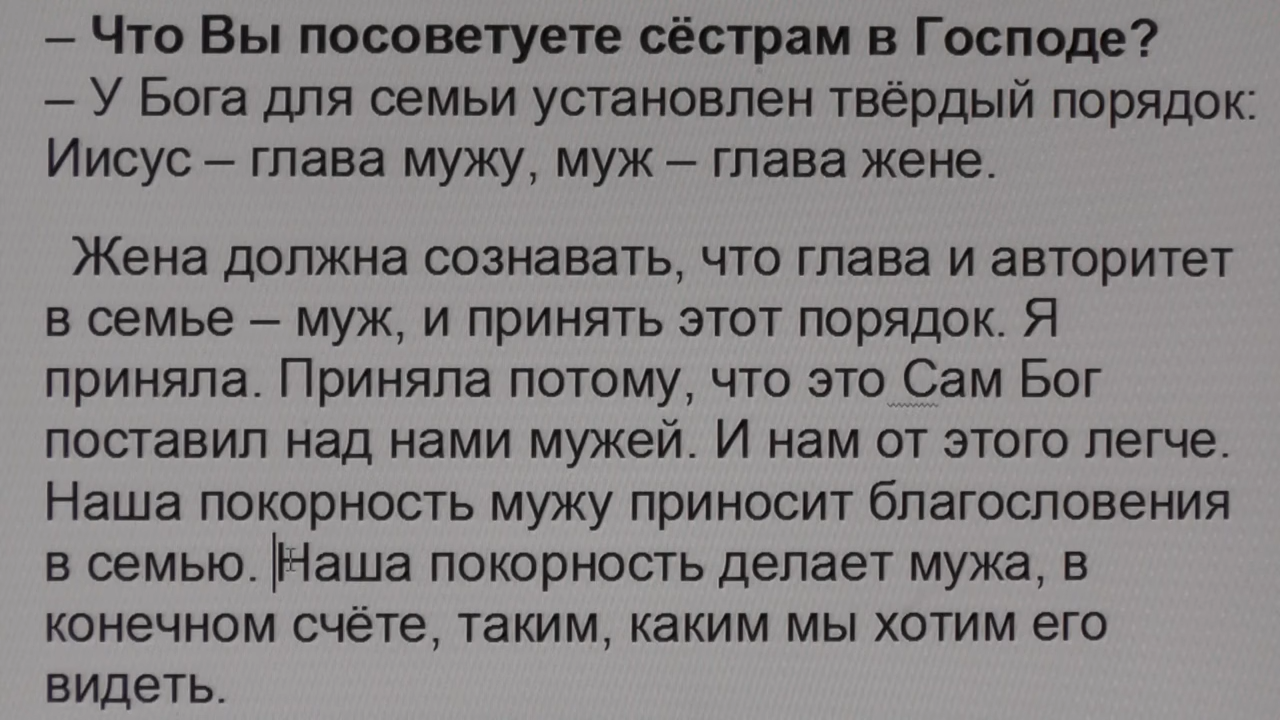 – Что Вы посоветуете сёстрам в Господе?
– У Бога для семьи установлен твёрдый порядок:
Иисус – глава мужу, муж – глава жене.
Жена должна сознавать, что глава и авторитет
в семье – муж, и принять этот порядок. Я
приняла. Приняла потому, что это Сам Бог
поставил над нами мужей. И нам от этого легче.
Наша покорность мужу приносит благословения
в семью. Наша покорность делает мужа, в
конечном счёте, таким, каким мы хотим его
видеть.